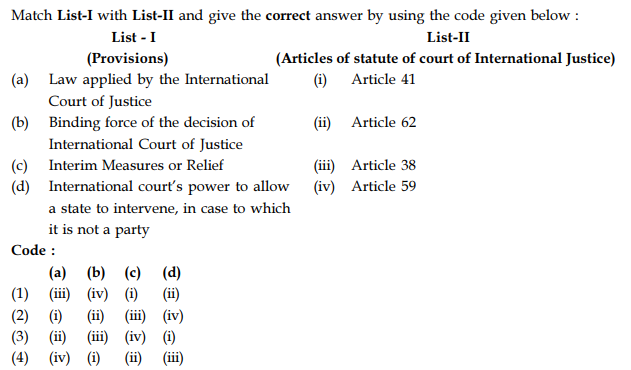 Match List-I with List-II and give the correct answer by using the code given below :
List - I List-II
(Provisions) (Articles of statute of court of International Justice)
(a) Law applied by the International (i) Article 41
Court of Justice
(b) Binding force of the decision of (ii) Article 62
International Court of Justice
(c) Interim Measures or Relief (iii) Article 38
(d) International court's power to allow (iv) Article 59
a state to intervene, in case to which
it is not a party
Code :
(a) (b) (c) (d)
(1) (iii) (iv) (i) (ii)
(2) (i) (ii) (iii) (iv)
(3) (ii) (iii) (iv) (i)
(4) (iv) (i) (ii) (iii)